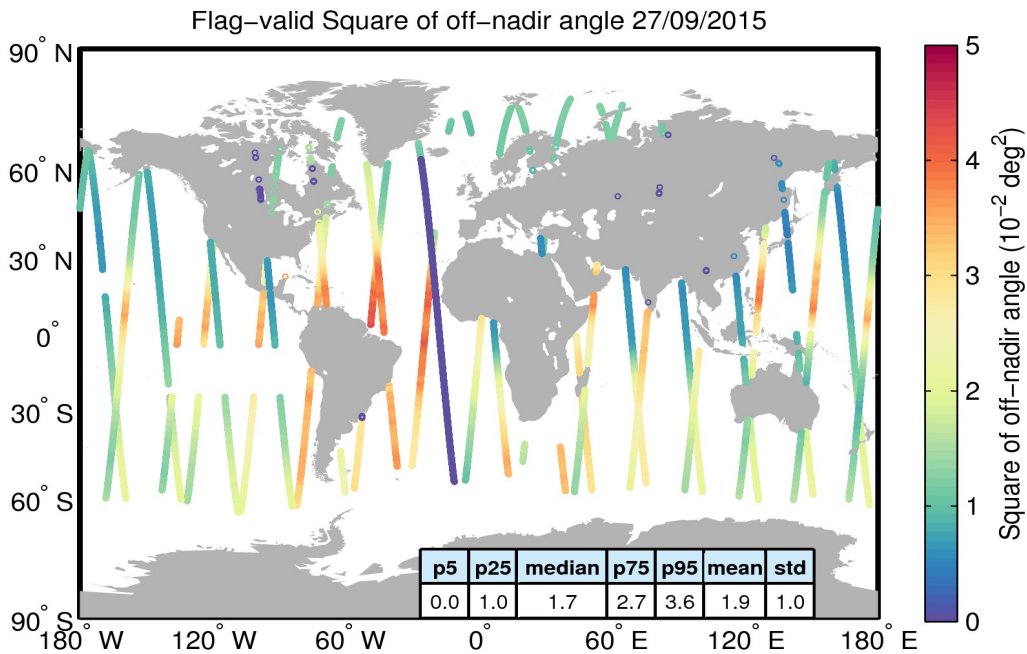 Flag−valid Square of off−nadir angle 27/09/2015
90° N
60° N
30° N
0°
30° S
60° S
90° S
180° W
120° W
60° W
0°
60° E
120° E
180° E
p5 p25 median p75 p95 mean std
0.0 1.0 1.7 2.7 3.6 1.9 1.0
5
4
3
2
1
0
Square of off−nadir angle (10⁻² deg²)